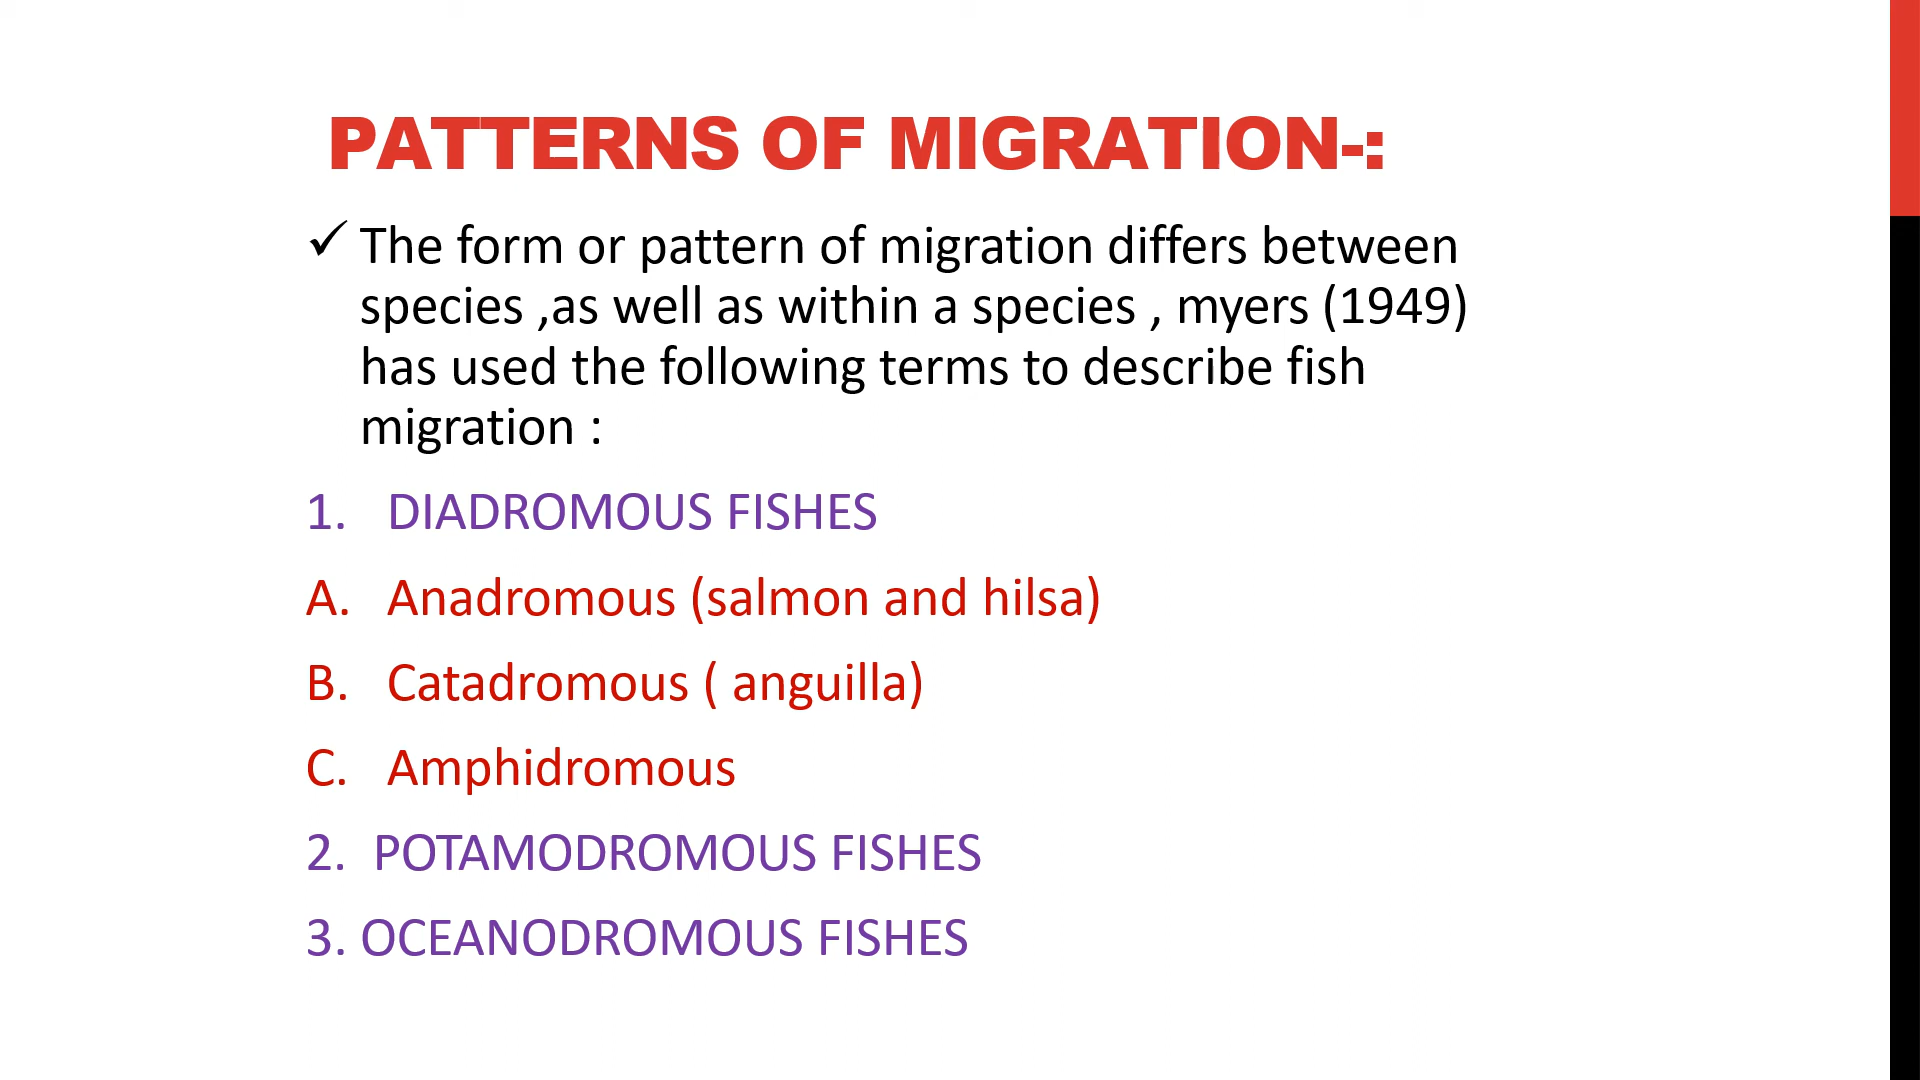 PATTERNS OF MIGRATION-:
✓ The form or pattern of migration differs between
species ,as well as within a species , myers (1949)
has used the following terms to describe fish
migration :
1. DIADROMOUS FISHES
A. Anadromous (salmon and hilsa)
B. Catadromous ( anguilla)
C. Amphidromous
2. POTAMODROMOUS FISHES
3. OCEANODROMOUS FISHES